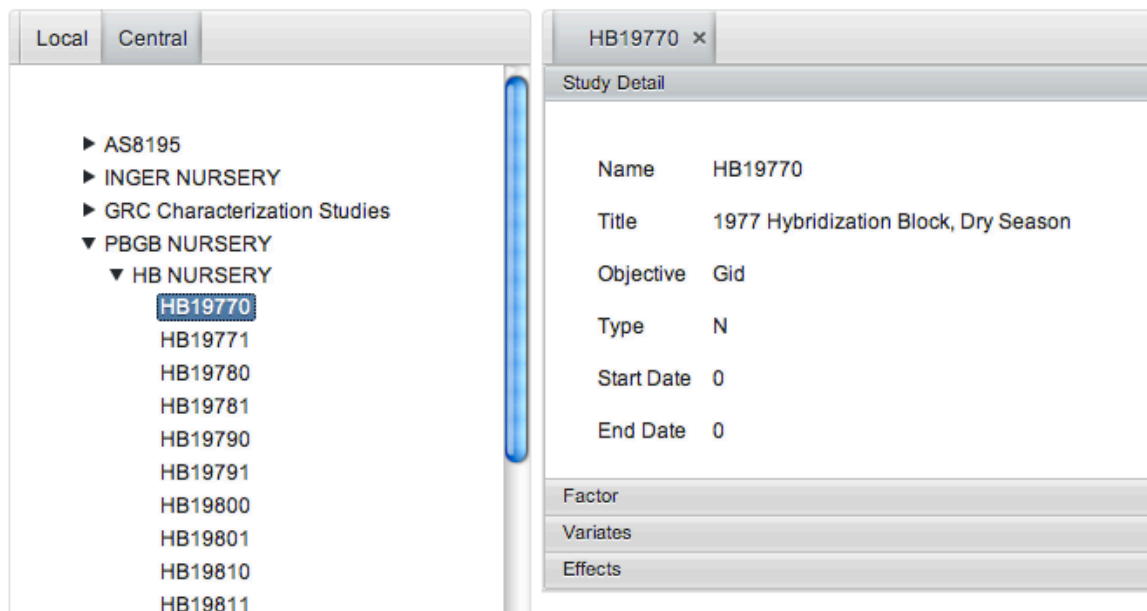 Local Central
AS8195
INGER NURSERY
GRC Characterization Studies
PBGB NURSERY
HB NURSERY
HB19770
HB19771
HB19780
HB19781
HB19790
HB19791
HB19800
HB19801
HB19810
HB19811
HB19770 ×
Study Detail
Name HB19770
Title 1977 Hybridization Block, Dry Season
Objective Gid
Type N
Start Date 0
End Date 0
Factor
Variates
Effects